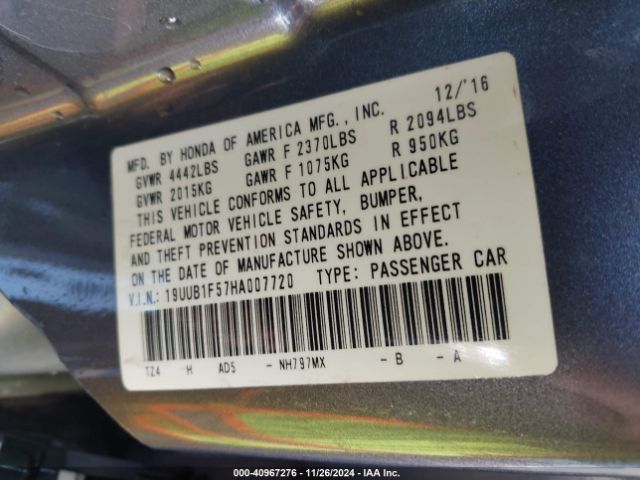 MFD. BY HONDA OF AMERICA MFG., INC. 12/'16
GVWR 4442LBS GAWR F 2370LBS R 2094LBS
GVWR 2015KG GAWR F 1075KG R 950KG
THIS VEHICLE CONFORMS TO ALL APPLICABLE
FEDERAL MOTOR VEHICLE SAFETY, BUMPER,
AND THEFT PREVENTION STANDARDS IN EFFECT
ON THE DATE OF MANUFACTURE SHOWN ABOVE.
V.I.N.: 19UUB1F57HA007720 TYPE: PASSENGER CAR
TZ4 H AD5 - NH797MX - B - A
000-40967276 | 11/26/2024 | IAA Inc.